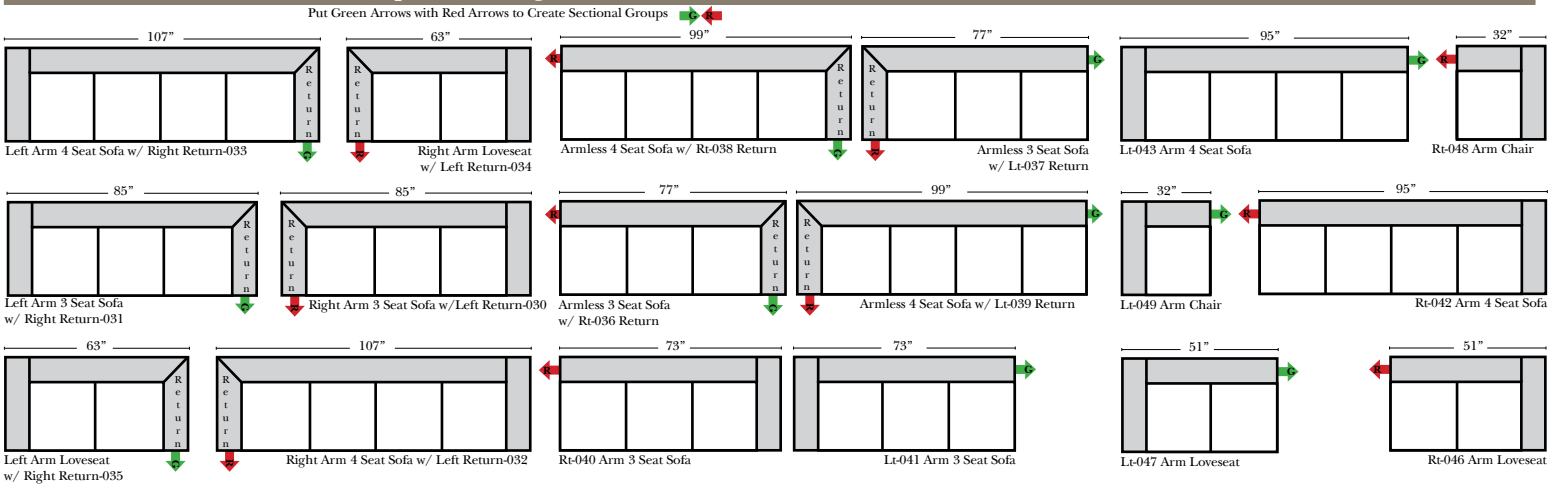 Put Green Arrows with Red Arrows to Create Sectional Groups G R
107”
Return
G
Left Arm 4 Seat Sofa w/ Right Return-033
63”
Return
R
Right Arm Loveseat
w/ Left Return-034
99”
R
Return
G
Armless 4 Seat Sofa w/ Rt-038 Return
77”
Return
R
G
Armless 3 Seat Sofa
w/ Lt-037 Return
95”
G
Lt-043 Arm 4 Seat Sofa
32”
R
Rt-048 Arm Chair
85”
Return
G
Left Arm 3 Seat Sofa
w/ Right Return-031
85”
Return
R
Right Arm 3 Seat Sofa w/Left Return-030
77”
R
Return
G
Armless 3 Seat Sofa
w/ Rt-036 Return
99”
Return
R
G
Armless 4 Seat Sofa w/ Lt-039 Return
32”
G
Lt-049 Arm Chair
95”
R
Rt-042 Arm 4 Seat Sofa
63”
Return
G
Left Arm Loveseat
w/ Right Return-035
107”
Return
R
Right Arm 4 Seat Sofa w/ Left Return-032
73”
R
Rt-040 Arm 3 Seat Sofa
73”
G
Lt-041 Arm 3 Seat Sofa
51”
G
Lt-047 Arm Loveseat
51”
R
Rt-046 Arm Loveseat